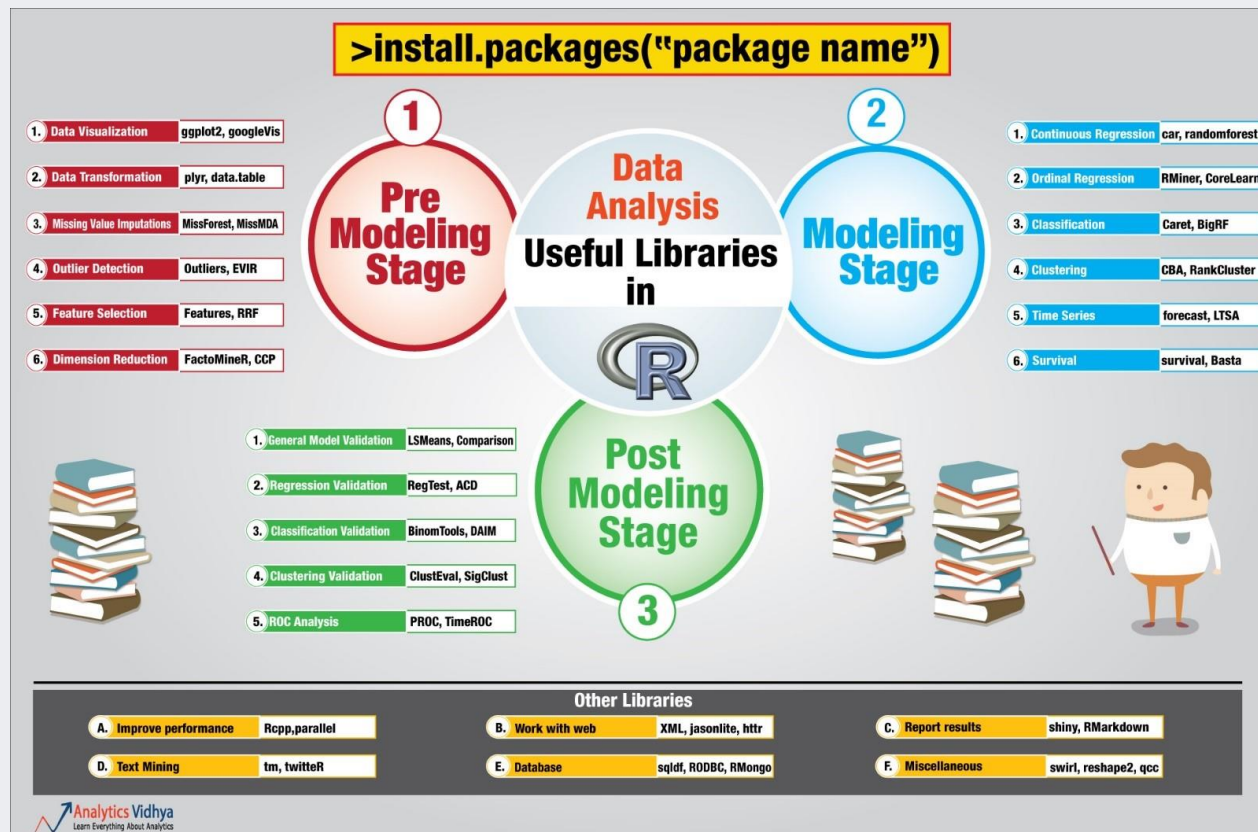 >install.packages("package name")
1
Pre
Modeling
Stage
1. Data Visualization ggplot2, googleVis
2. Data Transformation plyr, data.table
3. Missing Value Imputations MissForest, MissMDA
4. Outlier Detection Outliers, EVIR
5. Feature Selection Features, RRF
6. Dimension Reduction FactoMineR, CCP
Data
Analysis
Useful Libraries
in
R
2
Modeling
Stage
1. Continuous Regression car, randomforest
2. Ordinal Regression RMiner, CoreLearn
3. Classification Caret, BigRF
4. Clustering CBA, RankCluster
5. Time Series forecast, LTSA
6. Survival survival, Basta
Post
Modeling
Stage
3
1. General Model Validation LSMeans, Comparison
2. Regression Validation RegTest, ACD
3. Classification Validation BinomTools, DAIM
4. Clustering Validation ClustEval, SigClust
5. ROC Analysis PROC, TimeROC
Other Libraries
A. Improve performance Rcpp,parallel
B. Work with web XML, jasonlite, httr
C. Report results shiny, RMarkdown
D. Text Mining tm, twitteR
E. Database sqldf, RODBC, RMongo
F. Miscellaneous swirl, reshape2, qcc
Analytics Vidhya
Learn Everything About Analytics